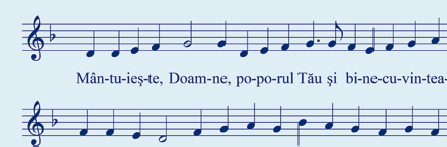 Mân-tu-ieș-te, Doam-ne, po-po-rul Tău și bi-ne-cu-vin-tea-